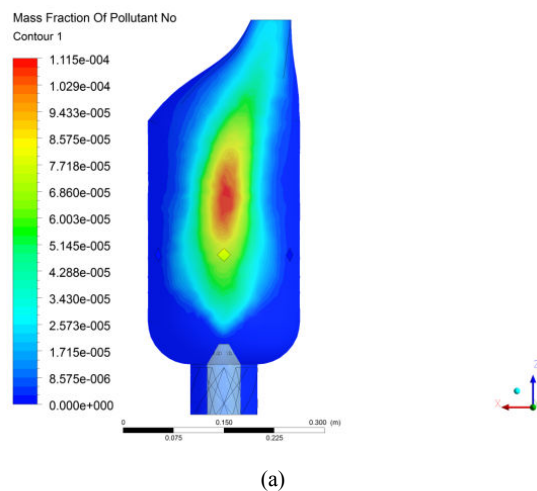 Mass Fraction Of Pollutant No
Contour 1
1.115e-004
1.029e-004
9.433e-005
8.575e-005
7.718e-005
6.860e-005
6.003e-005
5.145e-005
4.288e-005
3.430e-005
2.573e-005
1.715e-005
8.575e-006
0.000e+000
0 0.150 0.300 (m)
0.075 0.225
Z
X
(a)